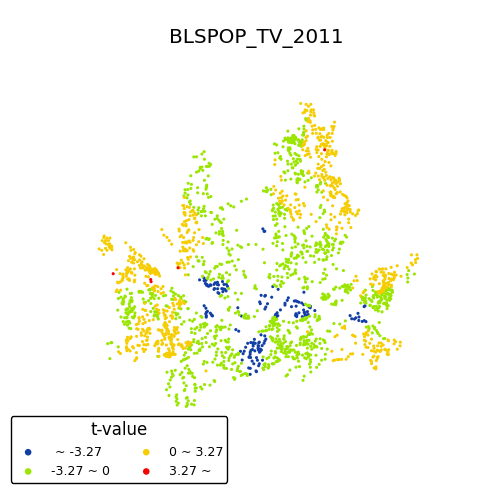 BLSPOP_TV_2011
t-value
~ -3.27
0 ~ 3.27
-3.27 ~ 0
3.27 ~